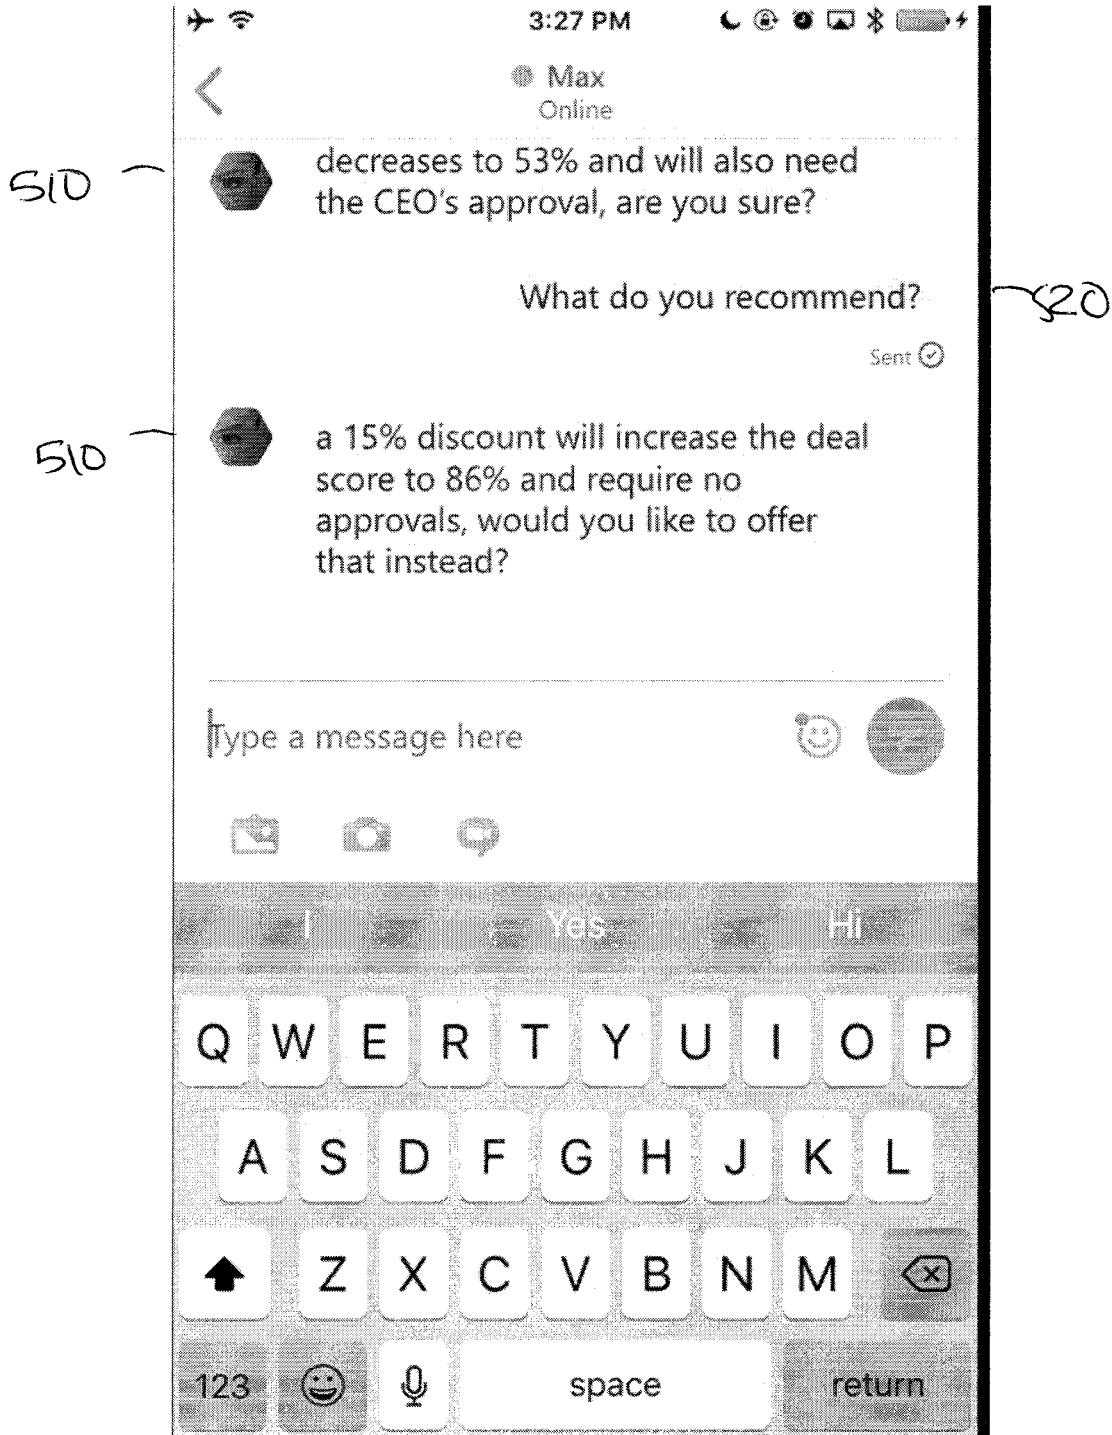 3:27 PM
Max
Online
510
decreases to 53% and will also need
the CEO's approval, are you sure?
What do you recommend?
520
Sent
510
a 15% discount will increase the deal
score to 86% and require no
approvals, would you like to offer
that instead?
Type a message here
I Yes Hi
Q W E R T Y U I O P
A S D F G H J K L
Z X C V B N M
123 space return